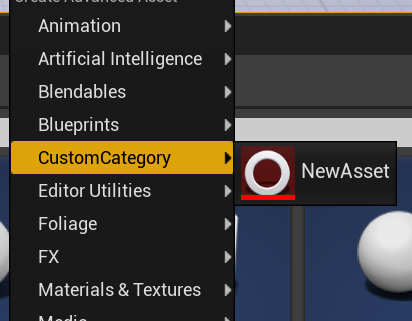 Create Advanced Asset
Animation
Artificial Intelligence
Blendables
Blueprints
CustomCategory
NewAsset
Editor Utilities
Foliage
FX
Materials & Textures
Media